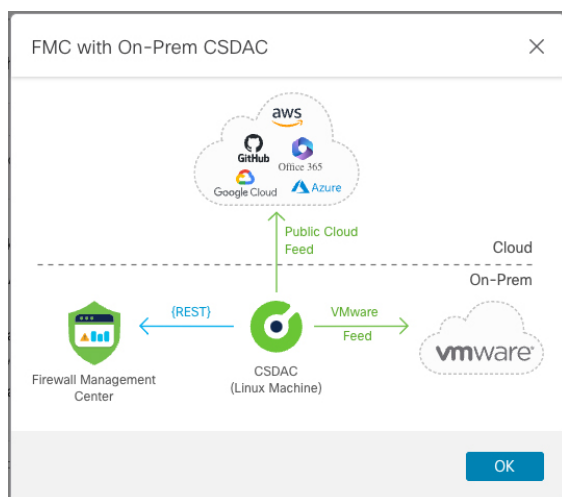 FMC with On-Prem CSDAC
aws
GitHub
Office 365
Google Cloud
Azure
Public Cloud
Feed
Cloud
On-Prem
{REST}
VMware
Feed
vmware®
Firewall Management
Center
CSDAC
(Linux Machine)
OK